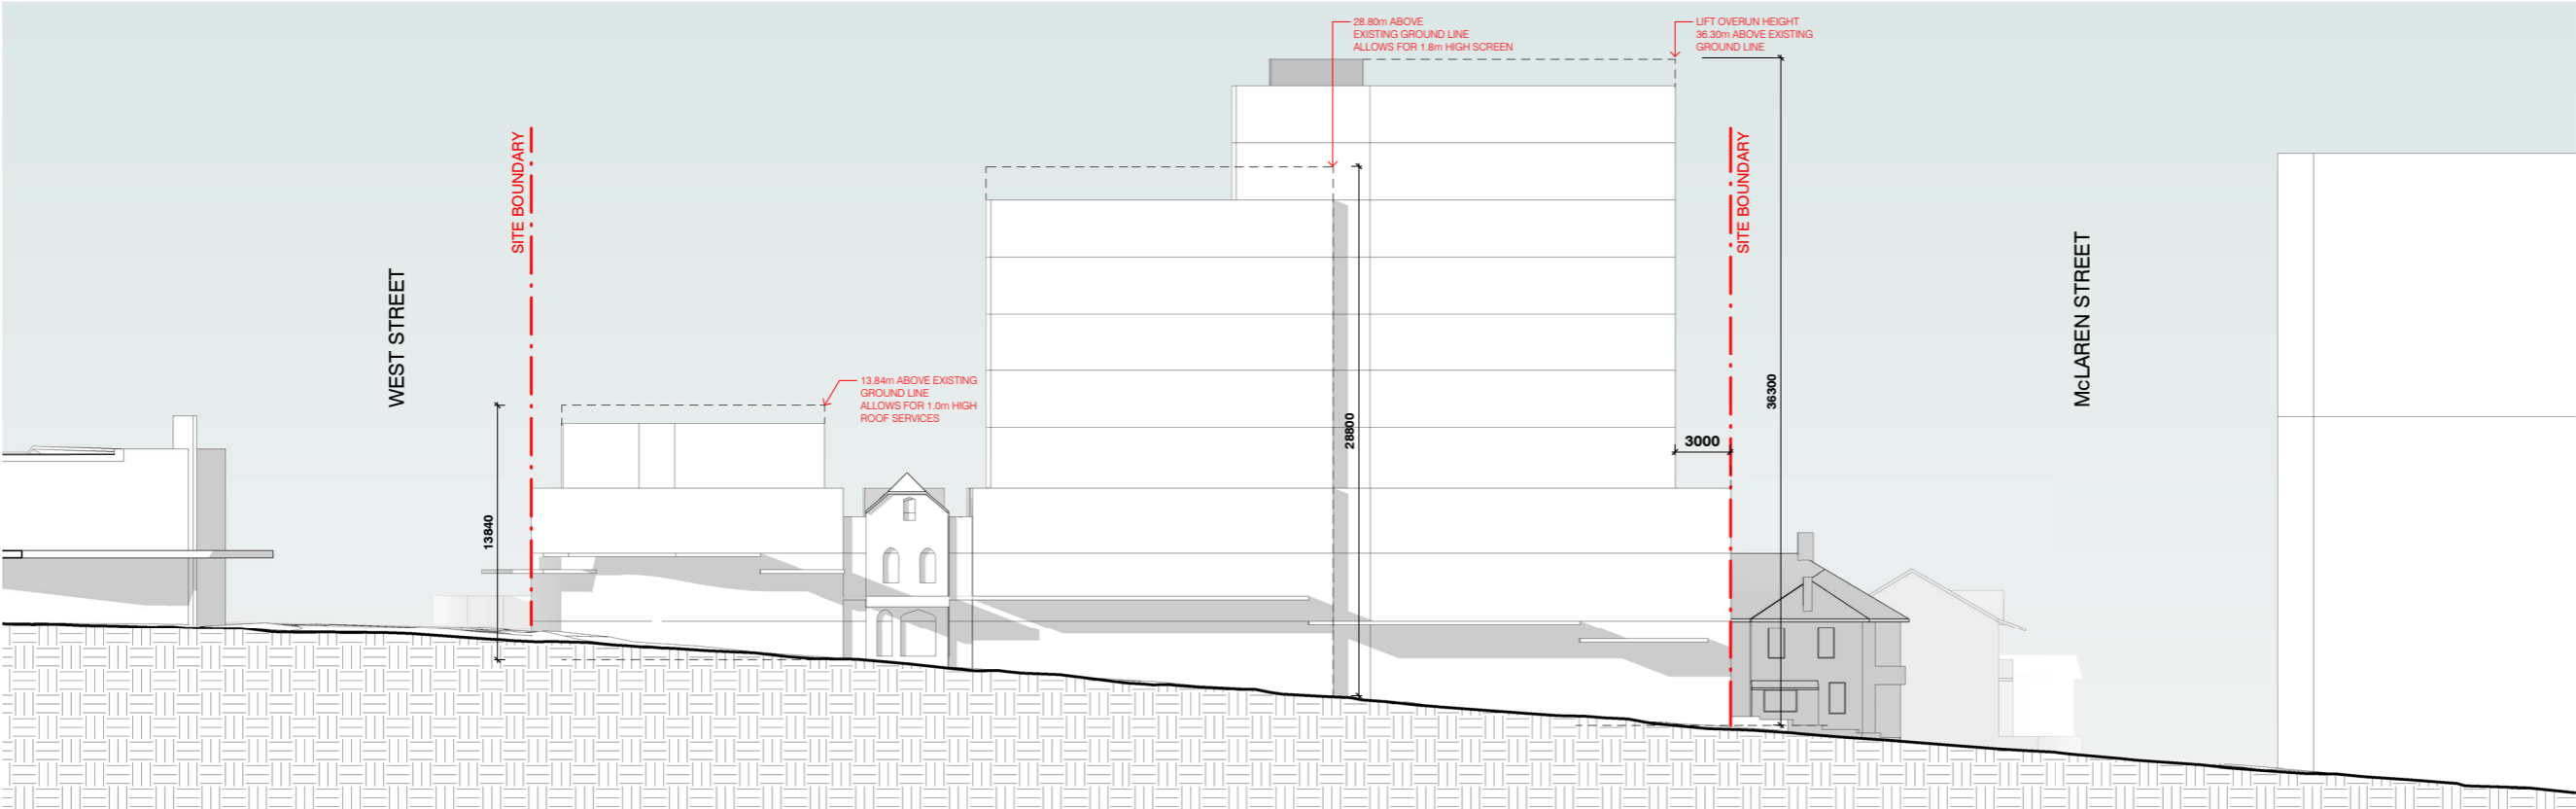 28.80m ABOVE
EXISTING GROUND LINE
ALLOWS FOR 1.8m HIGH SCREEN
LIFT OVERUN HEIGHT
36.30m ABOVE EXISTING
GROUND LINE
SITE BOUNDARY
SITE BOUNDARY
WEST STREET
McLAREN STREET
13.84m ABOVE EXISTING
GROUND LINE
ALLOWS FOR 1.0m HIGH
ROOF SERVICES
36300
28800
3000
13840